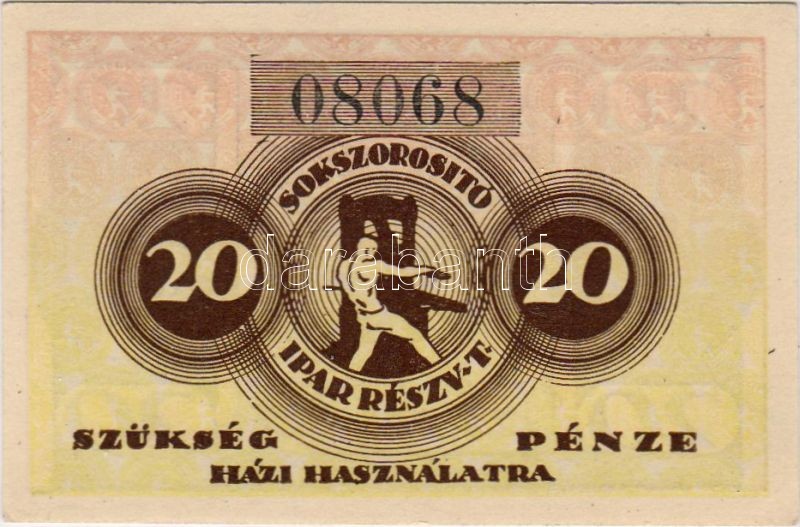 08068
SOKSZOROSITÓ
20 20
darabanth
IPAR RÉSZV-T-
SZÜKSÉG PÉNZE
HÁZI HASZNÁLATRA